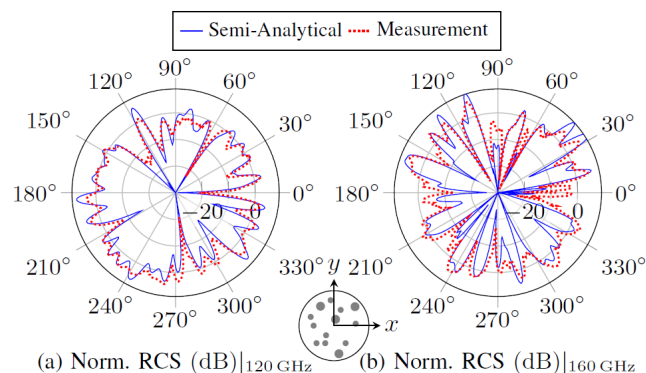 Semi-Analytical Measurement
90° 90°
120° 60° 120° 60°
150° 30° 150° 30°
180° −20 0 0° 180° −20 0 0°
210° 330° 210° 330°
240° 300° 240° 300°
270° 270°
y
x
(a) Norm. RCS (dB)|120 GHz (b) Norm. RCS (dB)|160 GHz